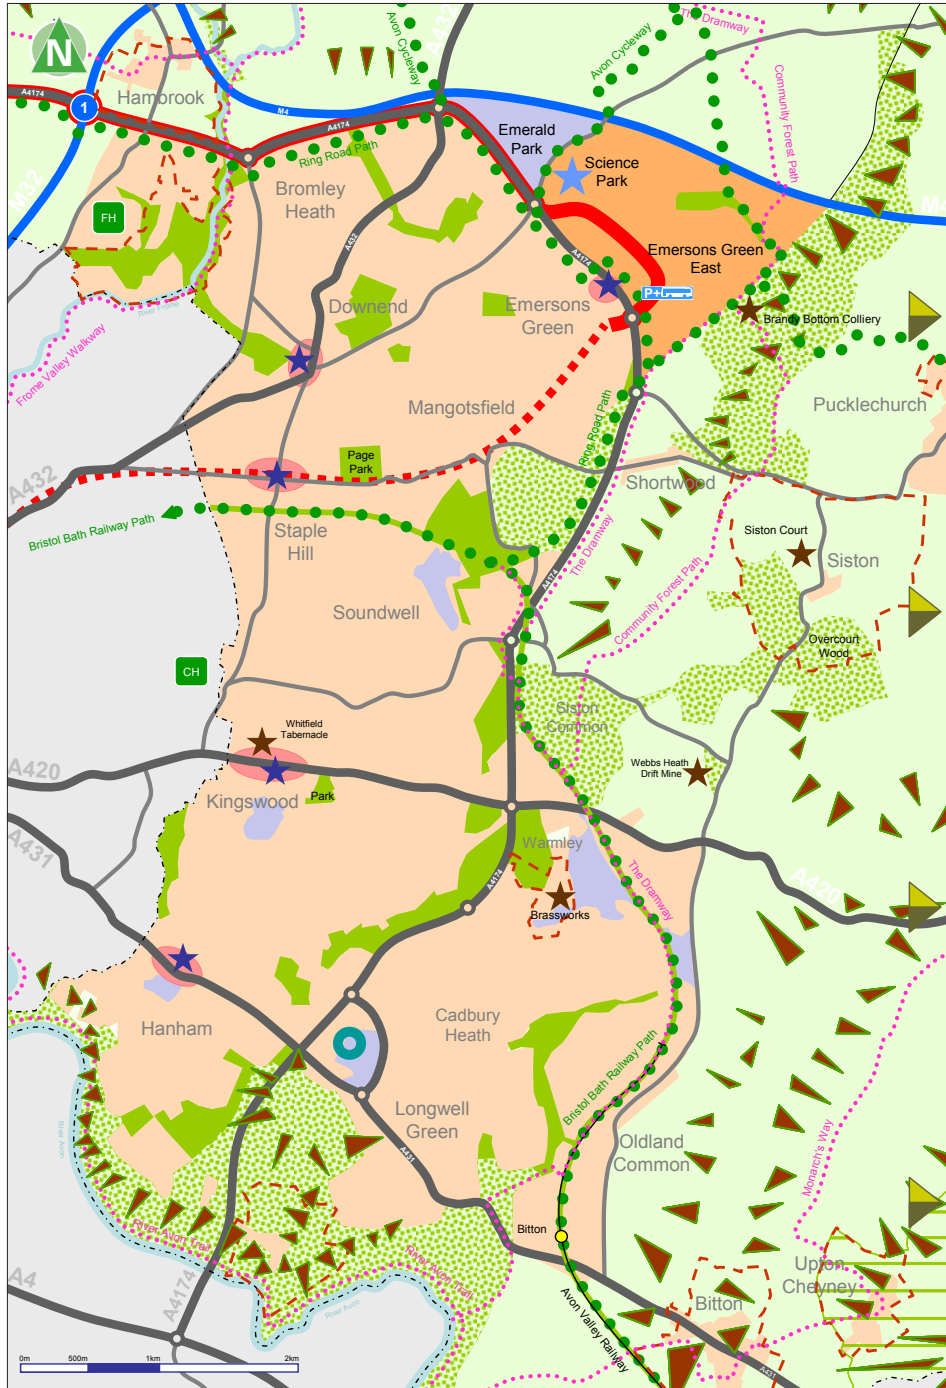 N
The Dramway
Avon Cycleway
A432
Avon Cycleway
A4174
Hambrook
1
M4
A4174
Emerald
Park
Community Forest Path
Ring Road Path
Science
Park
Bromley
Heath
M32
FH
M4
A432
A4174
Emersons Green
East
P+
River Frome
Downend
Emersons
Green
Brandy Bottom Colliery
Frome Valley Walkway
Mangotsfield
Pucklechurch
Ring Road Path
Page
Park
A432
Shortwood
Bristol Bath Railway Path
Staple
Hill
Siston Court
The Dramway
Siston
A4174
Soundwell
Community Forest Path
Overcourt
Wood
CH
Siston
Common
Whitfield
Tabernacle
A420
Webbs Heath
Drift Mine
Kingswood
Park
A431
Warmley
The Dramway
A4174
A420
Brassworks
Hanham
Cadbury
Heath
Bristol Bath Railway Path
Longwell
Green
River Avon
A431
Oldland
Common
Monarch's Way
River Avon Trail
Bitton
River Avon Trail
Upton
Cheyney
A4
A4174
River Avon
Avon Valley Railway
Bitton
A431
0m 500m 1km 2km